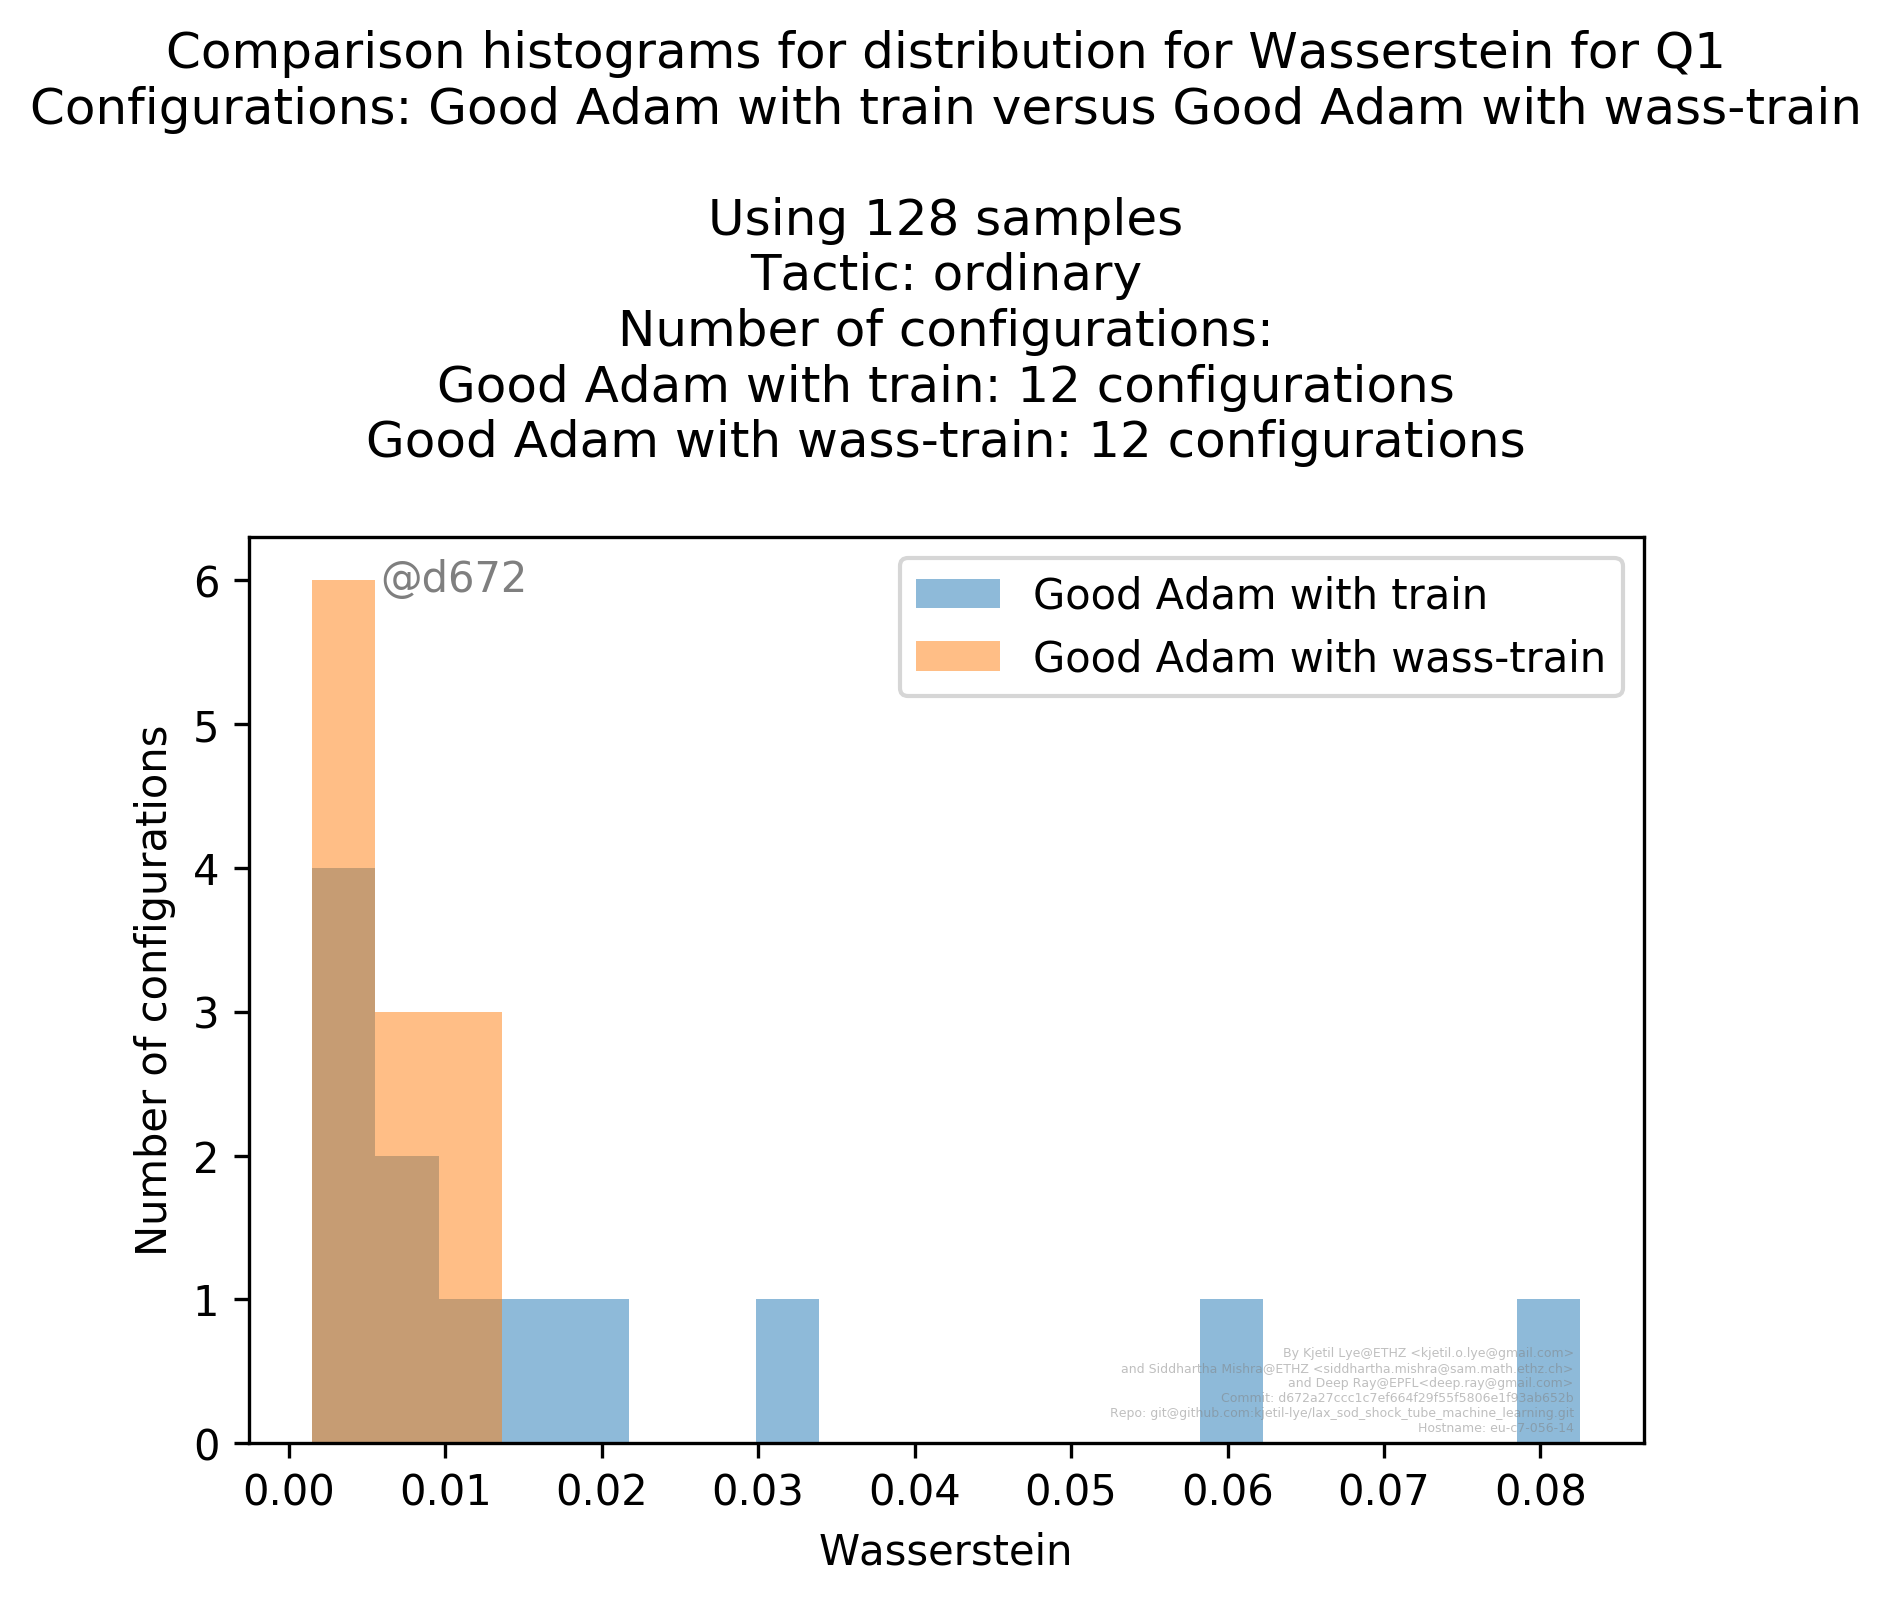 Comparison histograms for distribution for Wasserstein for Q1
Configurations: Good Adam with train versus Good Adam with wass-train
Using 128 samples
Tactic: ordinary
Number of configurations:
Good Adam with train: 12 configurations
Good Adam with wass-train: 12 configurations
@d672
Good Adam with train
Good Adam with wass-train
Number of configurations
6
5
4
3
2
1
0
By Kjetil Lye@ETHZ <kjetil.o.lye@gmail.com>
and Siddhartha Mishra@ETHZ <siddhartha.mishra@sam.math.ethz.ch>
and Deep Ray@EPFL<deep.ray@gmail.com>
Commit: d672a27ccc1c7ef664f29f55f5806e1f93ab652b
Repo: git@github.com:kjetil-lye/lax_sod_shock_tube_machine_learning.git
Hostname: eu-c7-056-14
0.00 0.01 0.02 0.03 0.04 0.05 0.06 0.07 0.08
Wasserstein